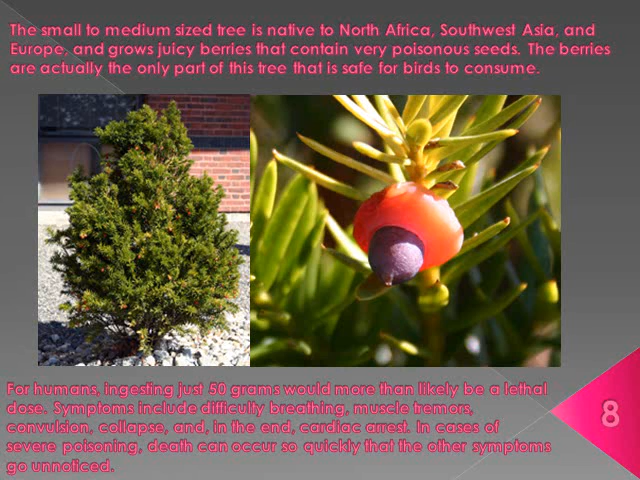 The small to medium sized tree is native to North Africa, Southwest Asia, and
Europe, and grows juicy berries that contain very poisonous seeds. The berries
are actually the only part of this tree that is safe for birds to consume.
For humans, ingesting just 50 grams would more than likely be a lethal
dose. Symptoms include difficulty breathing, muscle tremors,
convulsion, collapse, and, in the end, cardiac arrest. In cases of
severe poisoning, death can occur so quickly that the other symptoms
go unnoticed.
8